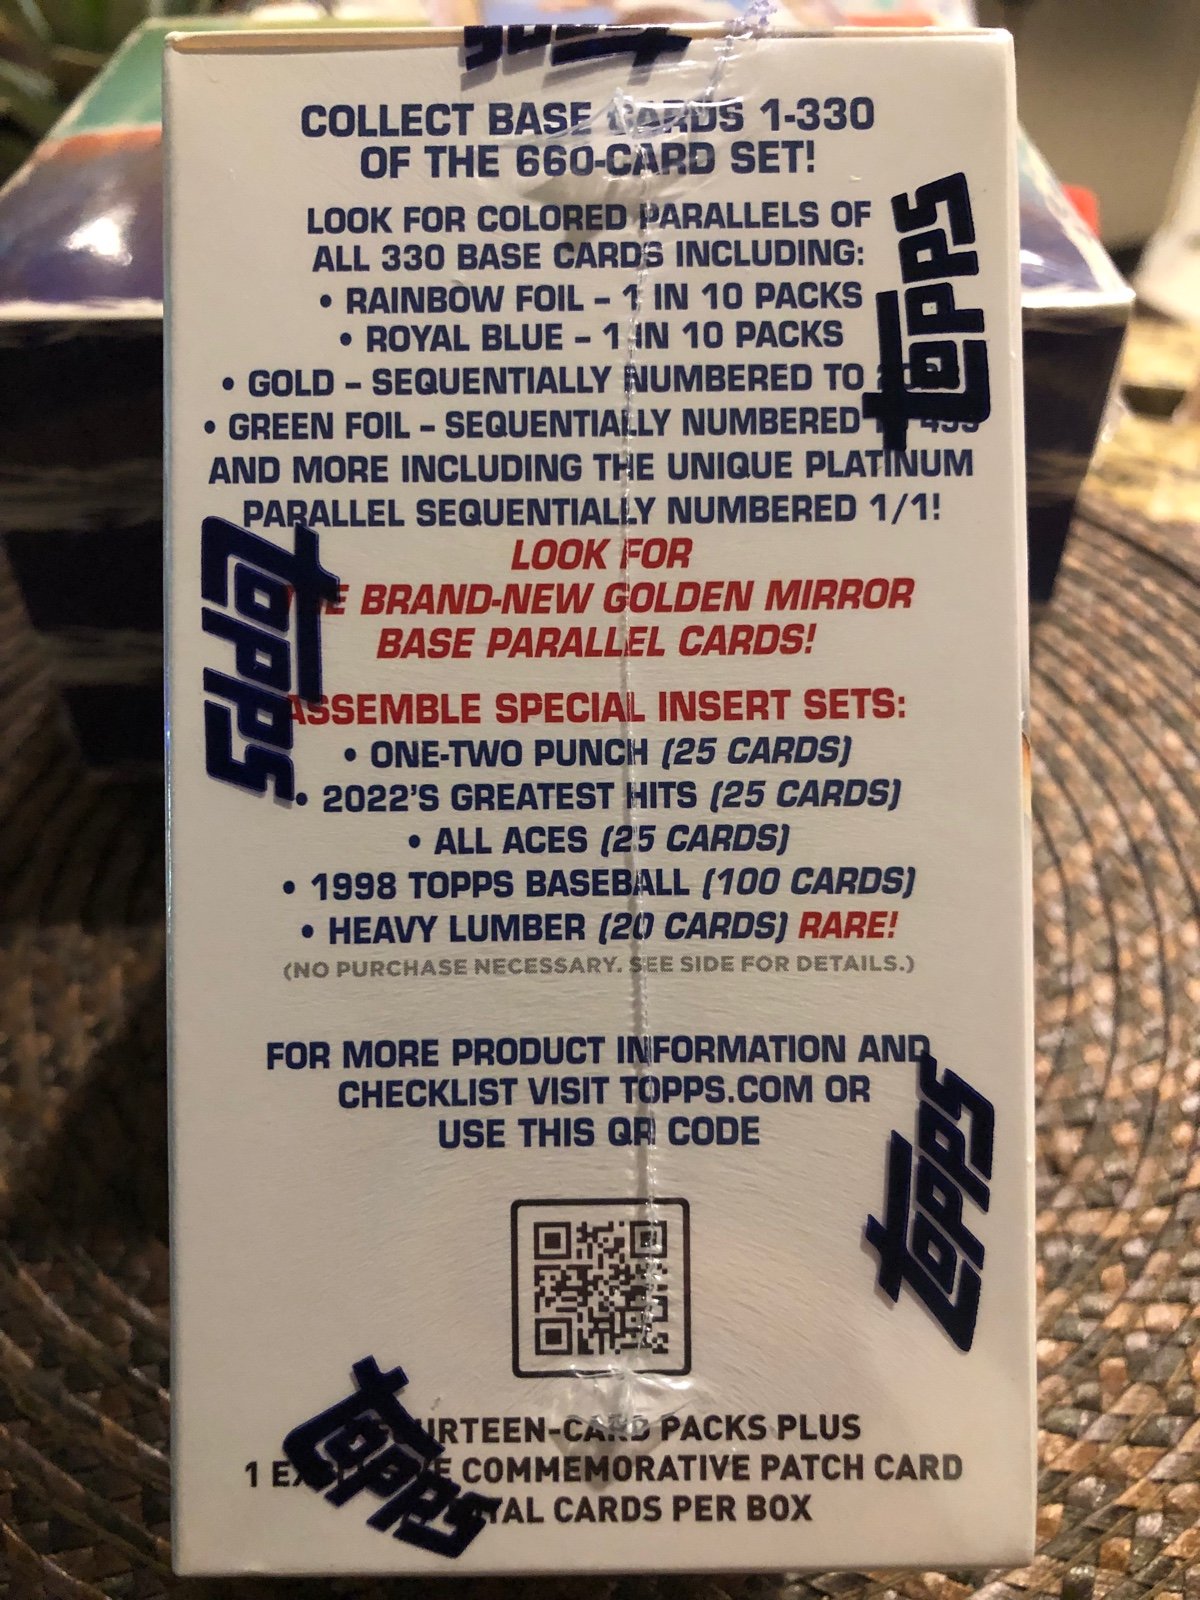 Topps
COLLECT BASE CARDS 1-330
OF THE 660-CARD SET!
LOOK FOR COLORED PARALLELS OF
ALL 330 BASE CARDS INCLUDING:
• RAINBOW FOIL – 1 IN 10 PACKS
• ROYAL BLUE – 1 IN 10 PACKS
• GOLD – SEQUENTIALLY NUMBERED TO
• GREEN FOIL – SEQUENTIALLY NUMBERED
AND MORE INCLUDING THE UNIQUE PLATINUM
PARALLEL SEQUENTIALLY NUMBERED 1/1!
LOOK FOR
BRAND-NEW GOLDEN MIRROR
BASE PARALLEL CARDS!
ASSEMBLE SPECIAL INSERT SETS:
• ONE-TWO PUNCH (25 CARDS)
• 2022'S GREATEST HITS (25 CARDS)
• ALL ACES (25 CARDS)
• 1998 TOPPS BASEBALL (100 CARDS)
• HEAVY LUMBER (20 CARDS) RARE!
(NO PURCHASE NECESSARY. SEE SIDE FOR DETAILS.)
FOR MORE PRODUCT INFORMATION AND
CHECKLIST VISIT TOPPS.COM OR
USE THIS QR CODE
PACKS PLUS
1 COMMEMORATIVE PATCH CARD
CARDS PER BOX
Topps
Topps
Topps
Topps